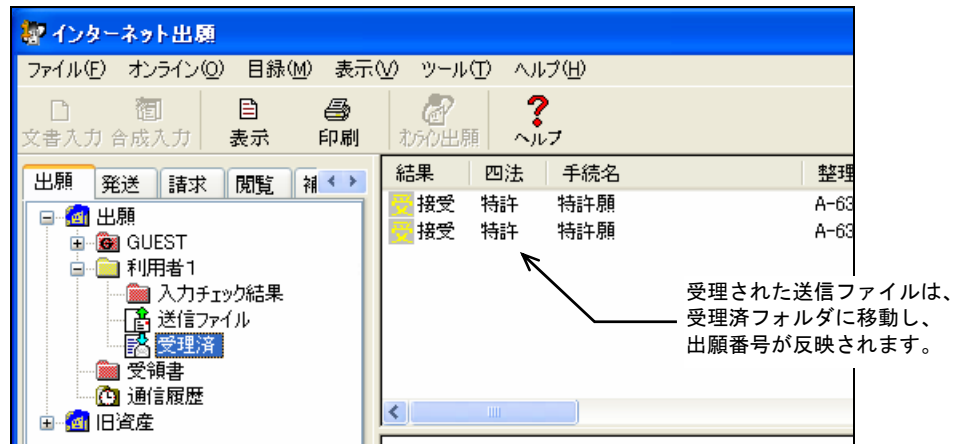 インターネット出願
ファイル(F) オンライン(O) 目録(M) 表示(V) ツール(T) ヘルプ(H)
文書入力 合成入力 表示 印刷 ｵﾝﾗｲﾝ出願 ヘルプ
出願 発送 請求 閲覧 補
結果 四法 手続名 整理
受 接受 特許 特許願 A-63
受 接受 特許 特許願 A-63
出願
GUEST
利用者1
入力チェック結果
送信ファイル
受理済
受領書
通信履歴
旧資産
受理された送信ファイルは、
受理済フォルダに移動し、
出願番号が反映されます。